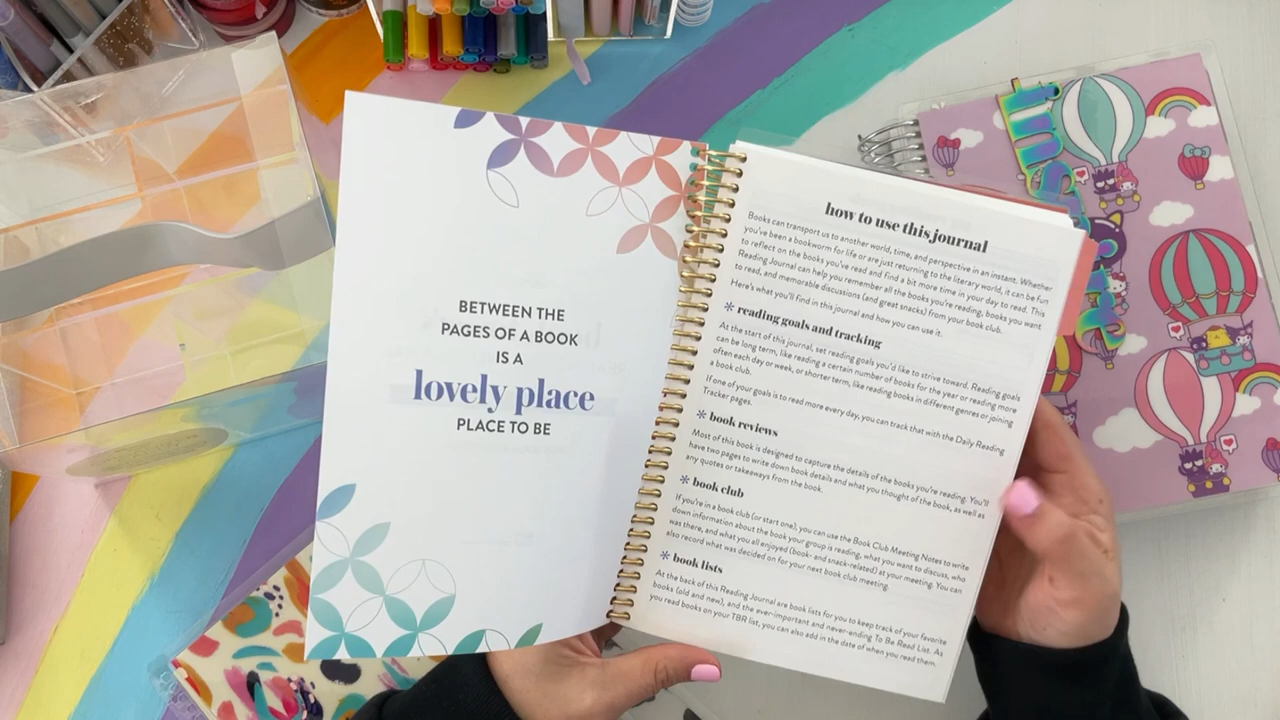 BETWEEN THE
PAGES OF A BOOK
IS A
lovely place
PLACE TO BE
how to use this journal
Books can transport us to another world, time, and perspective in an instant. Whether
you've been a bookworm for life or are just returning to the literary world, it can be fun
to reflect on the books you've read and find a bit more time in your day to read. This
Reading Journal can help you remember all the books you're reading, books you want
to read, and memorable discussions (and great snacks) from your book club.
Here's what you'll find in this journal and how you can use it.
* reading goals and tracking
At the start of this journal, set reading goals you'd like to strive toward. Reading goals
can be long term, like reading a certain number of books for the year or reading more
often each day or week, or shorter term, like reading books in different genres or joining
a book club.
If one of your goals is to read more every day, you can track that with the Daily Reading
Tracker pages.
* book reviews
Most of this book is designed to capture the details of the books you're reading. You'll
have two pages to write down book details and what you thought of the book, as well as
any quotes or takeaways from the book.
* book club
If you're in a book club (or start one), you can use the Book Club Meeting Notes to write
down information about the book your group is reading, what you want to discuss, who
was there, and what you all enjoyed (book- and snack-related) at your meeting. You can
also record what was decided on for your next book club meeting.
* book lists
At the back of this Reading Journal are book lists for you to keep track of your favorite
books (old and new), and the ever-important and never-ending To Be Read List. As
you read books on your TBR list, you can also add in the date of when you read them.